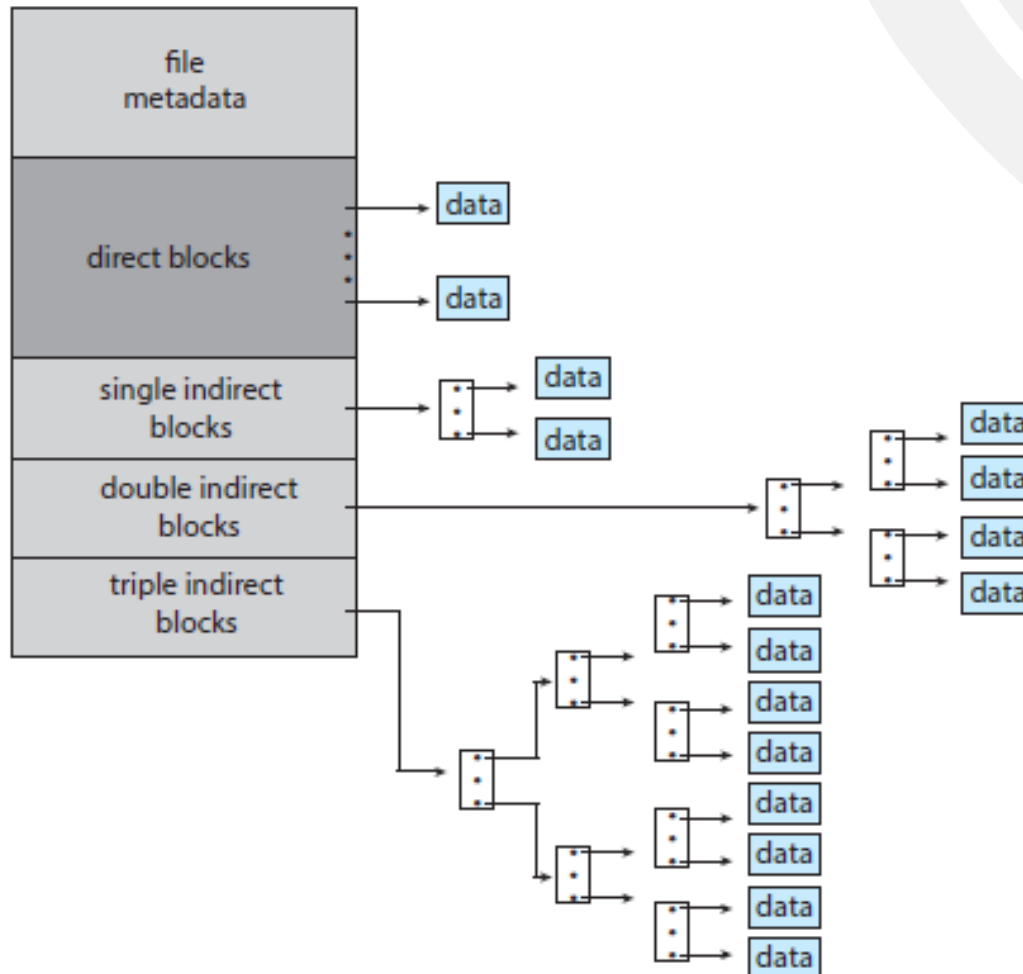 file
metadata
direct blocks
data
data
single indirect
blocks
data
data
double indirect
blocks
data
data
data
data
triple indirect
blocks
data
data
data
data
data
data
data
data